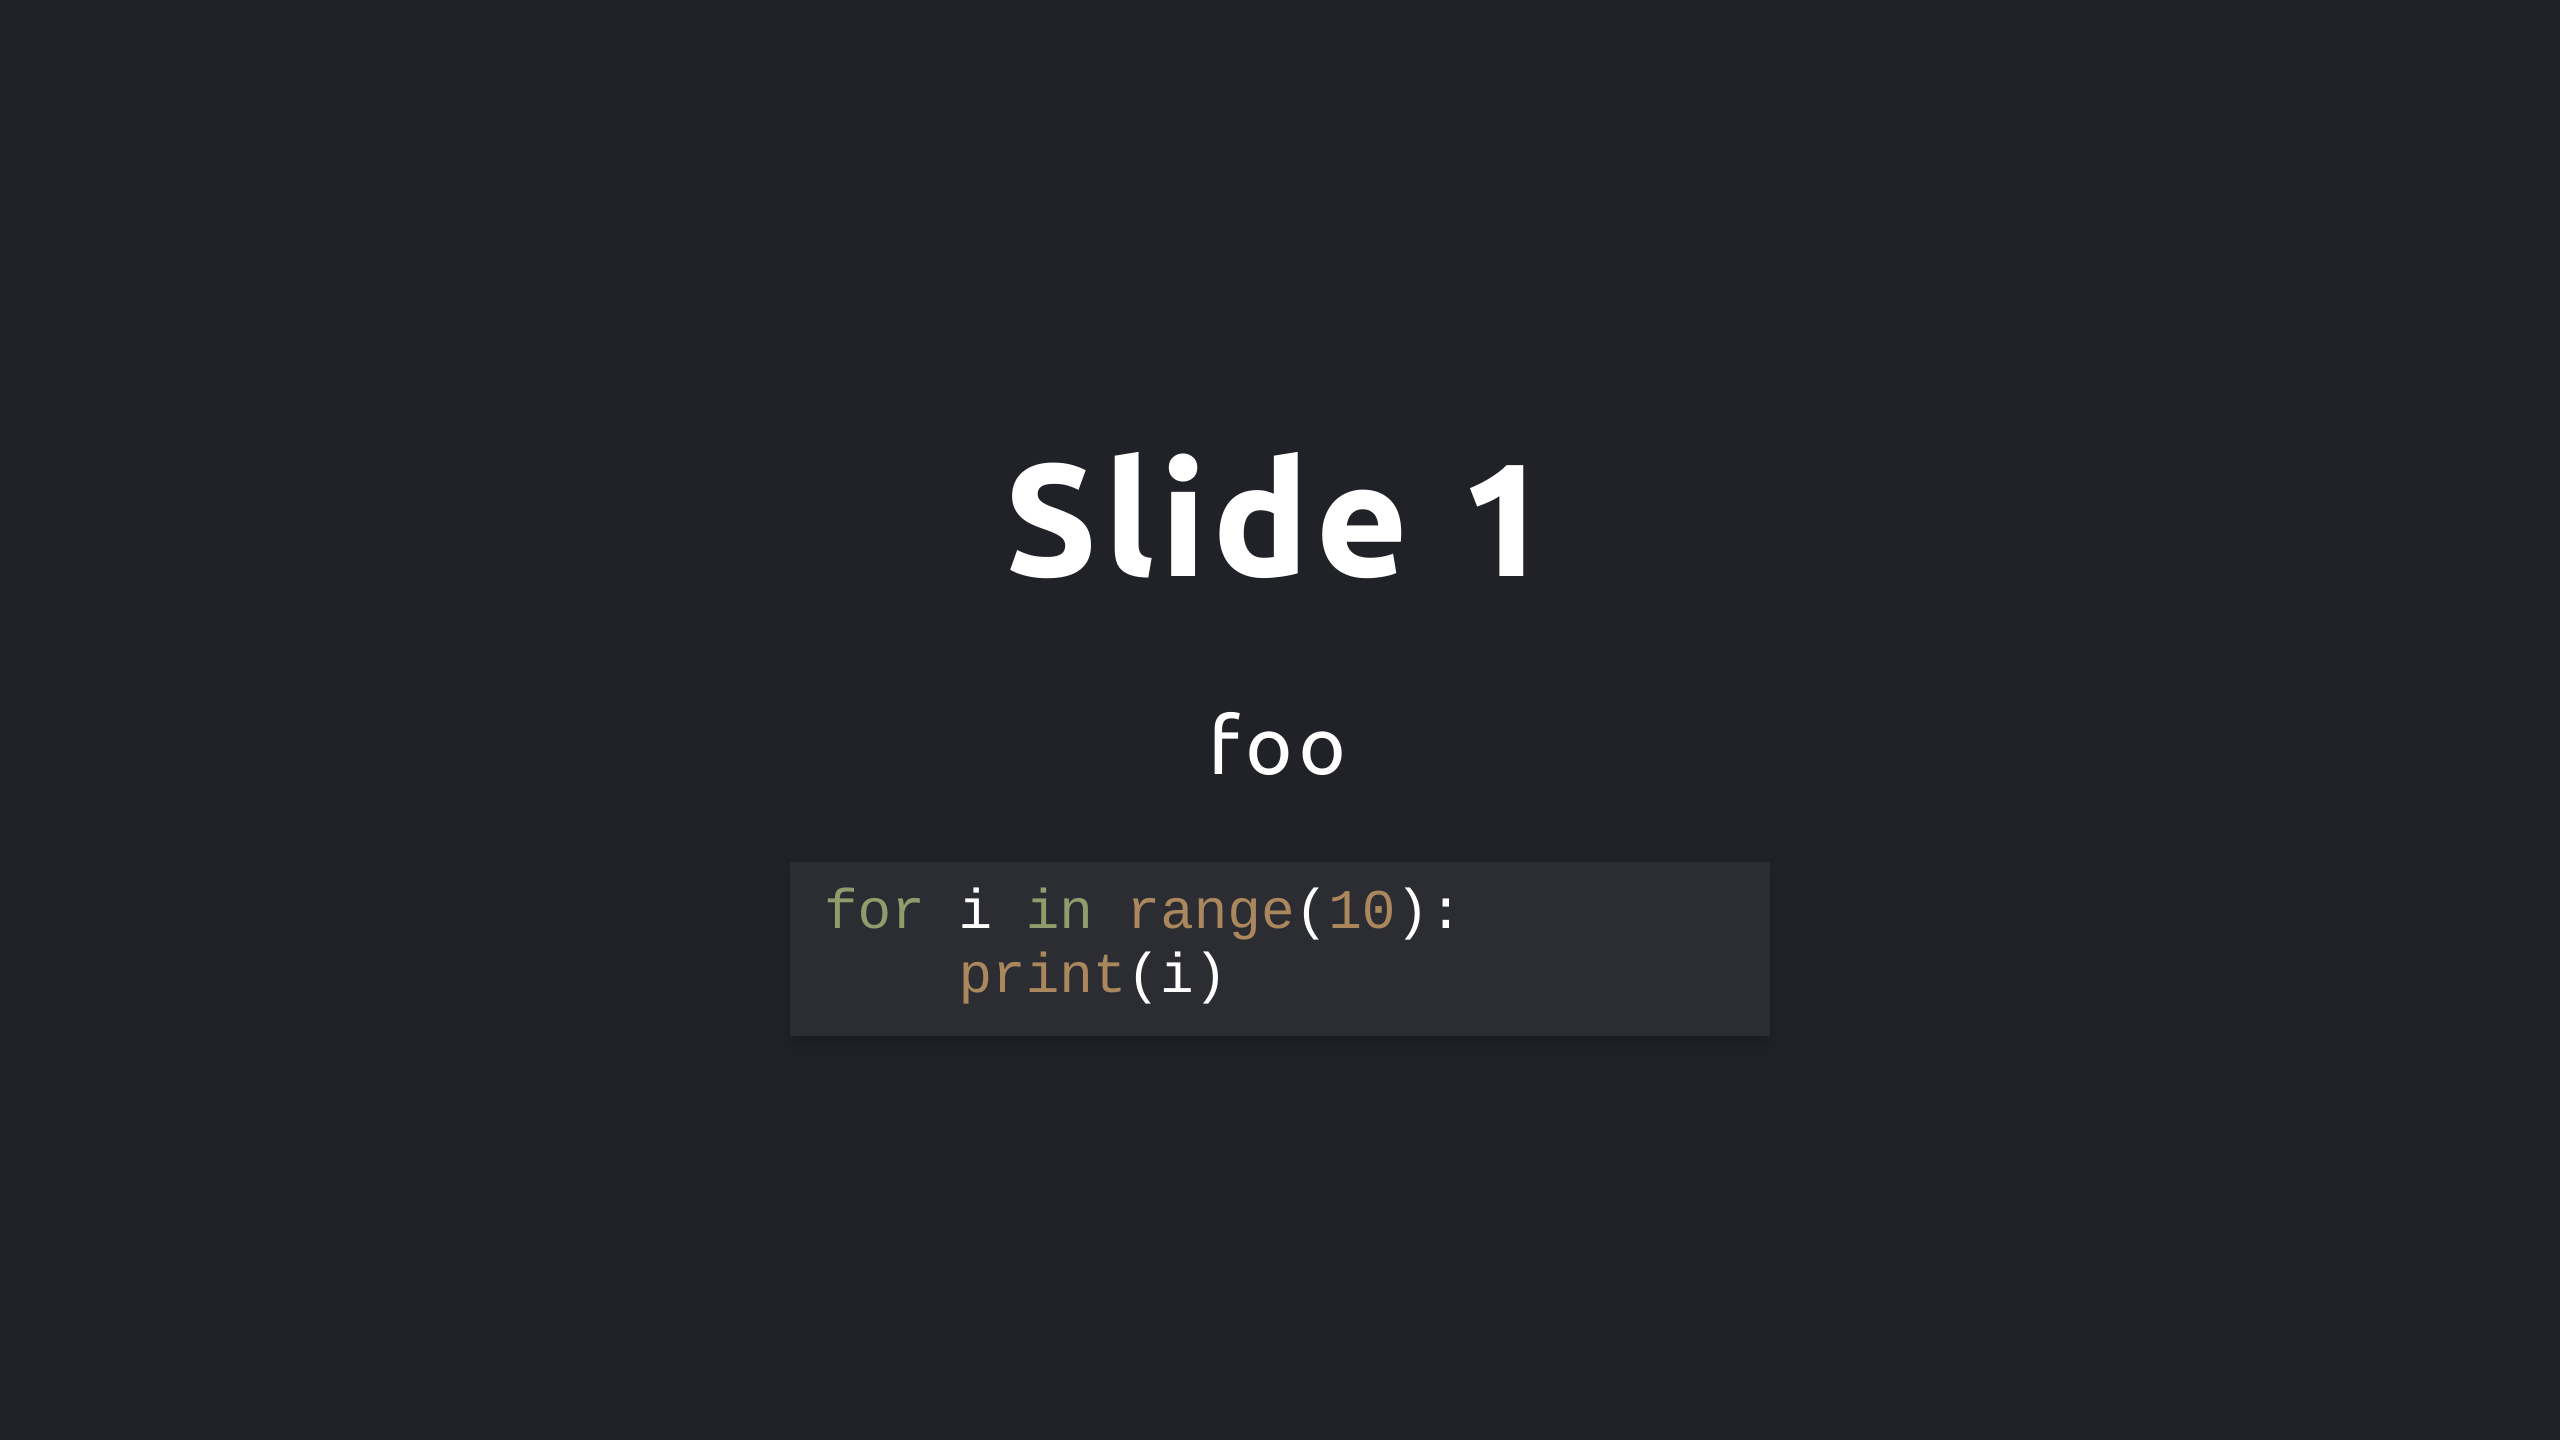 Slide 1
foo
for i in range(10):
    print(i)